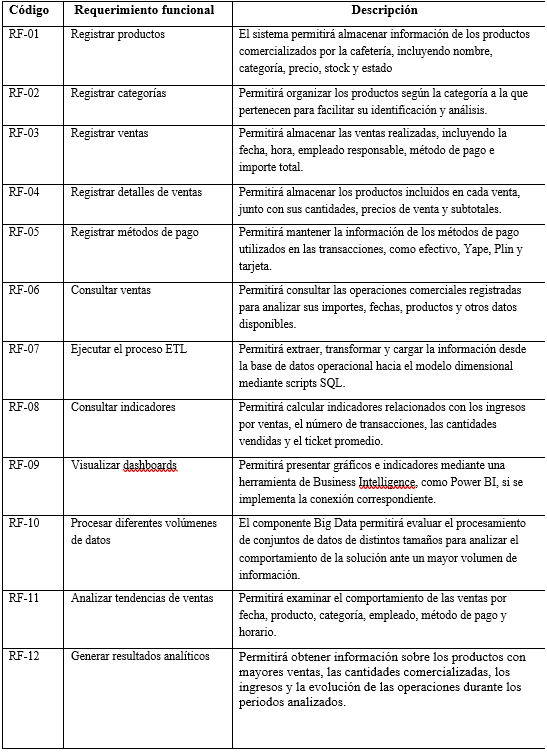 Código Requerimiento funcional Descripción
RF-01 Registrar productos El sistema permitirá almacenar información de los productos
comercializados por la cafetería, incluyendo nombre,
categoría, precio, stock y estado
RF-02 Registrar categorías Permitirá organizar los productos según la categoría a la que
pertenecen para facilitar su identificación y análisis.
RF-03 Registrar ventas Permitirá almacenar las ventas realizadas, incluyendo la
fecha, hora, empleado responsable, método de pago e
importe total.
RF-04 Registrar detalles de ventas Permitirá almacenar los productos incluidos en cada venta,
junto con sus cantidades, precios de venta y subtotales.
RF-05 Registrar métodos de pago Permitirá mantener la información de los métodos de pago
utilizados en las transacciones, como efectivo, Yape, Plin y
tarjeta.
RF-06 Consultar ventas Permitirá consultar las operaciones comerciales registradas
para analizar sus importes, fechas, productos y otros datos
disponibles.
RF-07 Ejecutar el proceso ETL Permitirá extraer, transformar y cargar la información desde
la base de datos operacional hacia el modelo dimensional
mediante scripts SQL.
RF-08 Consultar indicadores Permitirá calcular indicadores relacionados con los ingresos
por ventas, el número de transacciones, las cantidades
vendidas y el ticket promedio.
RF-09 Visualizar dashboards Permitirá presentar gráficos e indicadores mediante una
herramienta de Business Intelligence, como Power BI, si se
implementa la conexión correspondiente.
RF-10 Procesar diferentes volúmenes El componente Big Data permitirá evaluar el procesamiento
de datos de conjuntos de datos de distintos tamaños para analizar el
comportamiento de la solución ante un mayor volumen de
información.
RF-11 Analizar tendencias de ventas Permitirá examinar el comportamiento de las ventas por
fecha, producto, categoría, empleado, método de pago y
horario.
RF-12 Generar resultados analíticos Permitirá obtener información sobre los productos con
mayores ventas, las cantidades comercializadas, los
ingresos y la evolución de las operaciones durante los
periodos analizados.